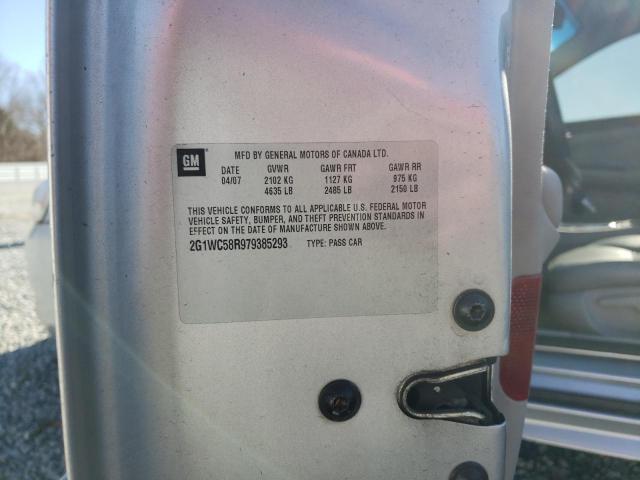 GM
MFD BY GENERAL MOTORS OF CANADA LTD.
DATE GVWR GAWR FRT GAWR RR
04/07 2102 KG 1127 KG 975 KG
4635 LB 2485 LB 2150 LB
THIS VEHICLE CONFORMS TO ALL APPLICABLE U.S. FEDERAL MOTOR
VEHICLE SAFETY, BUMPER, AND THEFT PREVENTION STANDARDS IN
EFFECT ON THE DATE OF MANUFACTURE SHOWN ABOVE.
2G1WC58R979385293 TYPE: PASS CAR